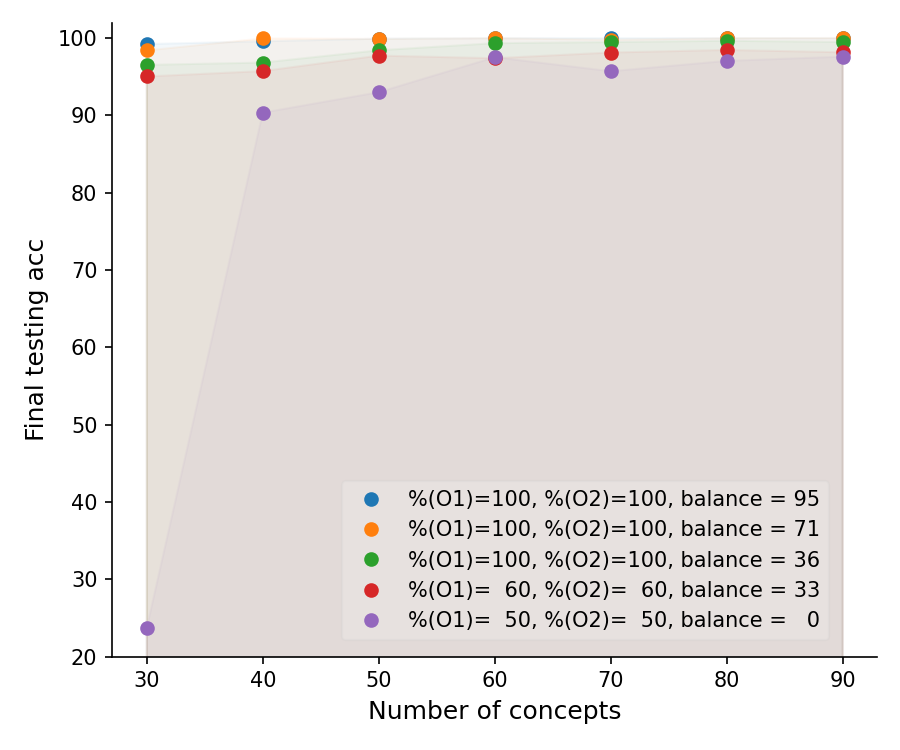 100
90
80
70
60
50
40
30
20
Final testing acc
%(O1)=100, %(O2)=100, balance = 95
%(O1)=100, %(O2)=100, balance = 71
%(O1)=100, %(O2)=100, balance = 36
%(O1)=  60, %(O2)=  60, balance = 33
%(O1)=  50, %(O2)=  50, balance =   0
30 40 50 60 70 80 90
Number of concepts